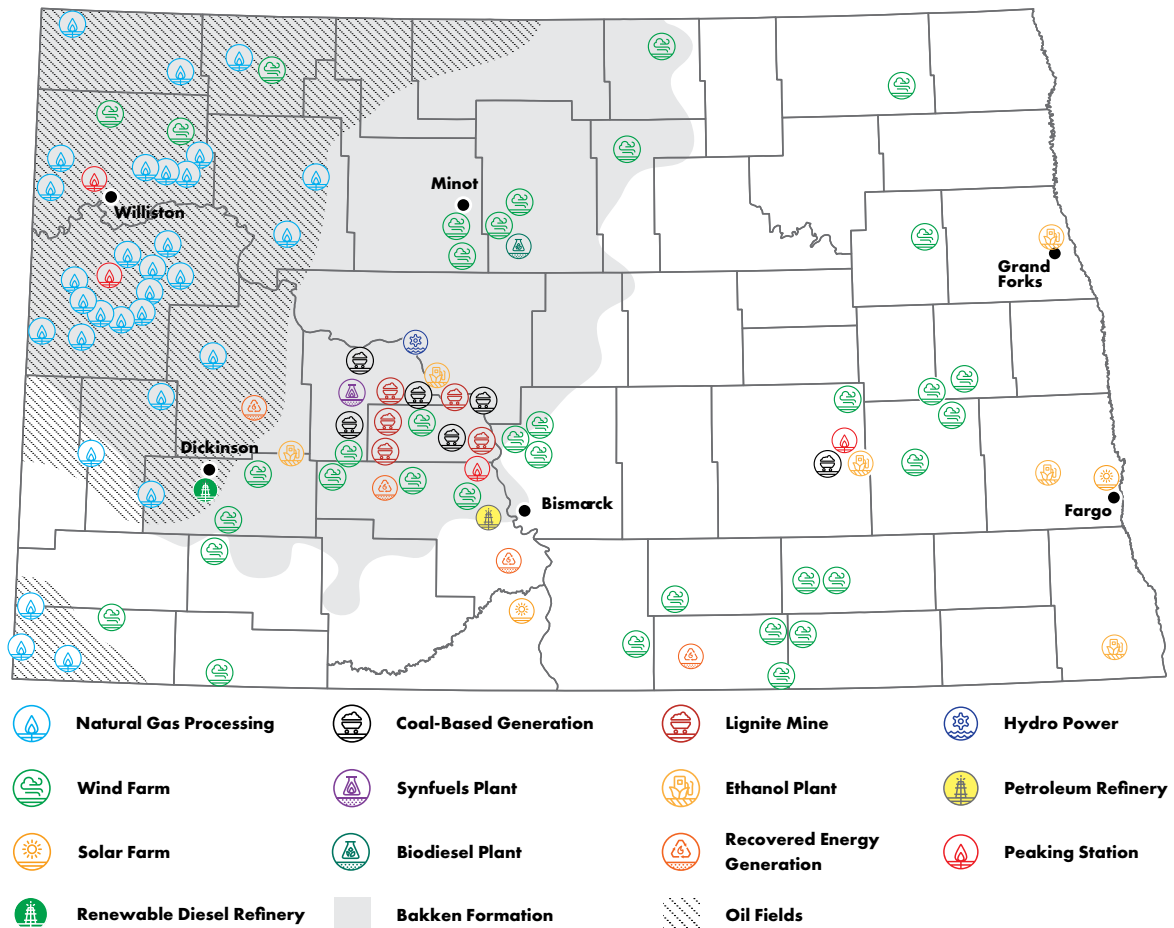 Minot
Williston
Grand
Forks
Dickinson
Bismarck
Fargo
Natural Gas Processing
Coal-Based Generation
Lignite Mine
Hydro Power
Wind Farm
Synfuels Plant
Ethanol Plant
Petroleum Refinery
Solar Farm
Biodiesel Plant
Recovered Energy
Generation
Peaking Station
Renewable Diesel Refinery
Bakken Formation
Oil Fields